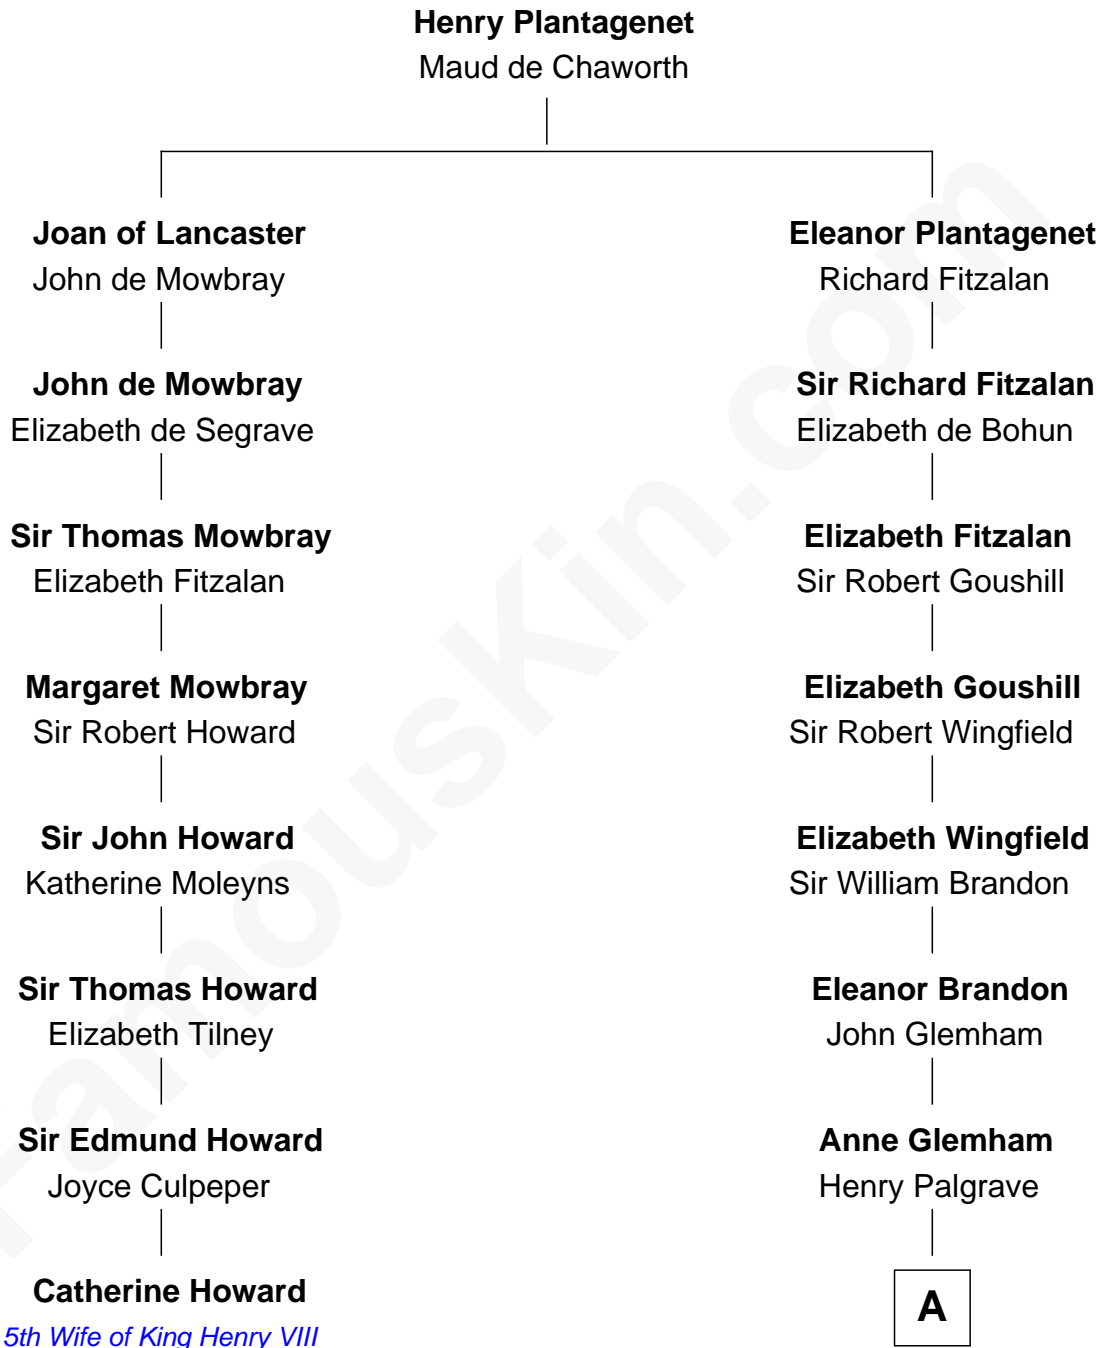 Henry Plantagenet
Maud de Chaworth
Joan of Lancaster
John de Mowbray
Eleanor Plantagenet
Richard Fitzalan
John de Mowbray
Elizabeth de Segrave
Sir Richard Fitzalan
Elizabeth de Bohun
Sir Thomas Mowbray
Elizabeth Fitzalan
Elizabeth Fitzalan
Sir Robert Goushill
Margaret Mowbray
Sir Robert Howard
Elizabeth Goushill
Sir Robert Wingfield
Sir John Howard
Katherine Moleyns
Elizabeth Wingfield
Sir William Brandon
Sir Thomas Howard
Elizabeth Tilney
Eleanor Brandon
John Glemham
Sir Edmund Howard
Joyce Culpeper
Anne Glemham
Henry Palgrave
Catherine Howard
5th Wife of King Henry VIII
A
FamousKin.com